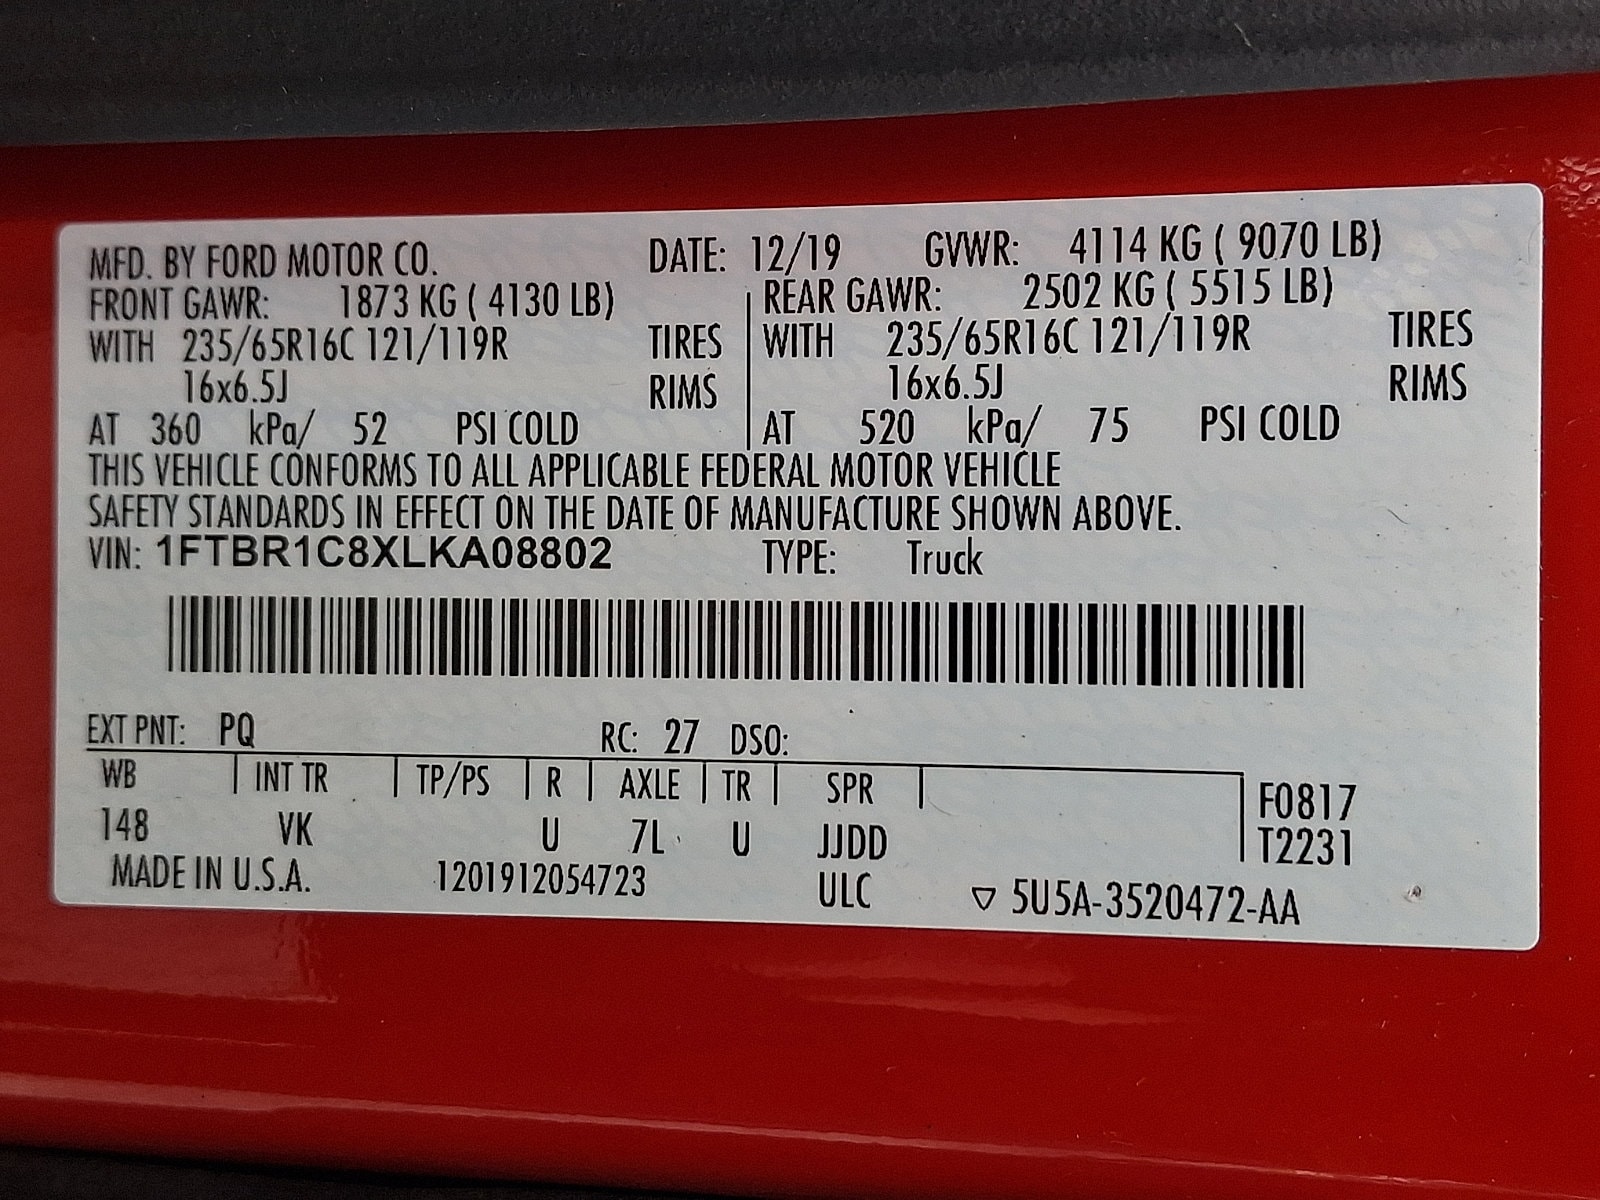 MFD. BY FORD MOTOR CO. DATE: 12/19 GVWR: 4114 KG ( 9070 LB)
FRONT GAWR: 1873 KG ( 4130 LB) REAR GAWR: 2502 KG ( 5515 LB)
WITH 235/65R16C 121/119R TIRES WITH 235/65R16C 121/119R TIRES
16x6.5J RIMS 16x6.5J RIMS
AT 360 kPa/ 52 PSI COLD AT 520 kPa/ 75 PSI COLD
THIS VEHICLE CONFORMS TO ALL APPLICABLE FEDERAL MOTOR VEHICLE
SAFETY STANDARDS IN EFFECT ON THE DATE OF MANUFACTURE SHOWN ABOVE.
VIN: 1FTBR1C8XLKA08802 TYPE: Truck
EXT PNT: PQ RC: 27 DSO:
WB INT TR TP/PS R AXLE TR SPR F0817
148 VK U 7L U JJDD T2231
MADE IN U.S.A. 1201912054723 ULC ▽ 5U5A-3520472-AA